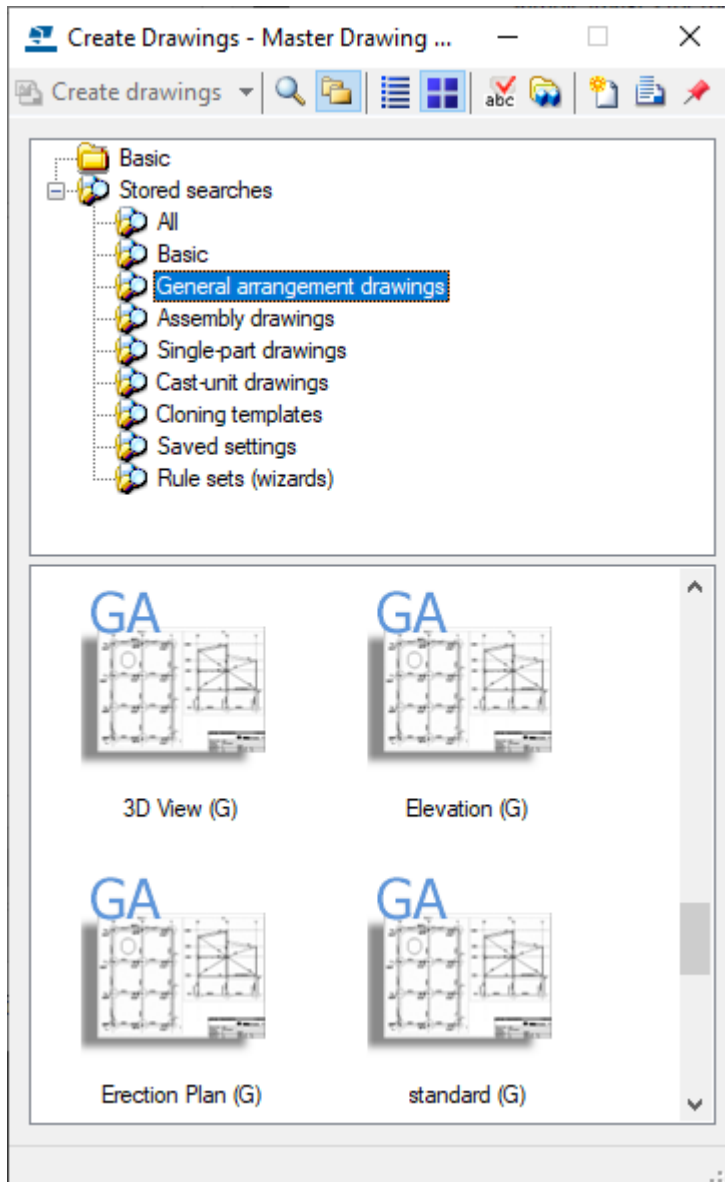 Create Drawings - Master Drawing ...
Create drawings
abc
Basic
Stored searches
All
Basic
General arrangement drawings
Assembly drawings
Single-part drawings
Cast-unit drawings
Cloning templates
Saved settings
Rule sets (wizards)
GA
GA
3D View (G)
Elevation (G)
GA
GA
Erection Plan (G)
standard (G)